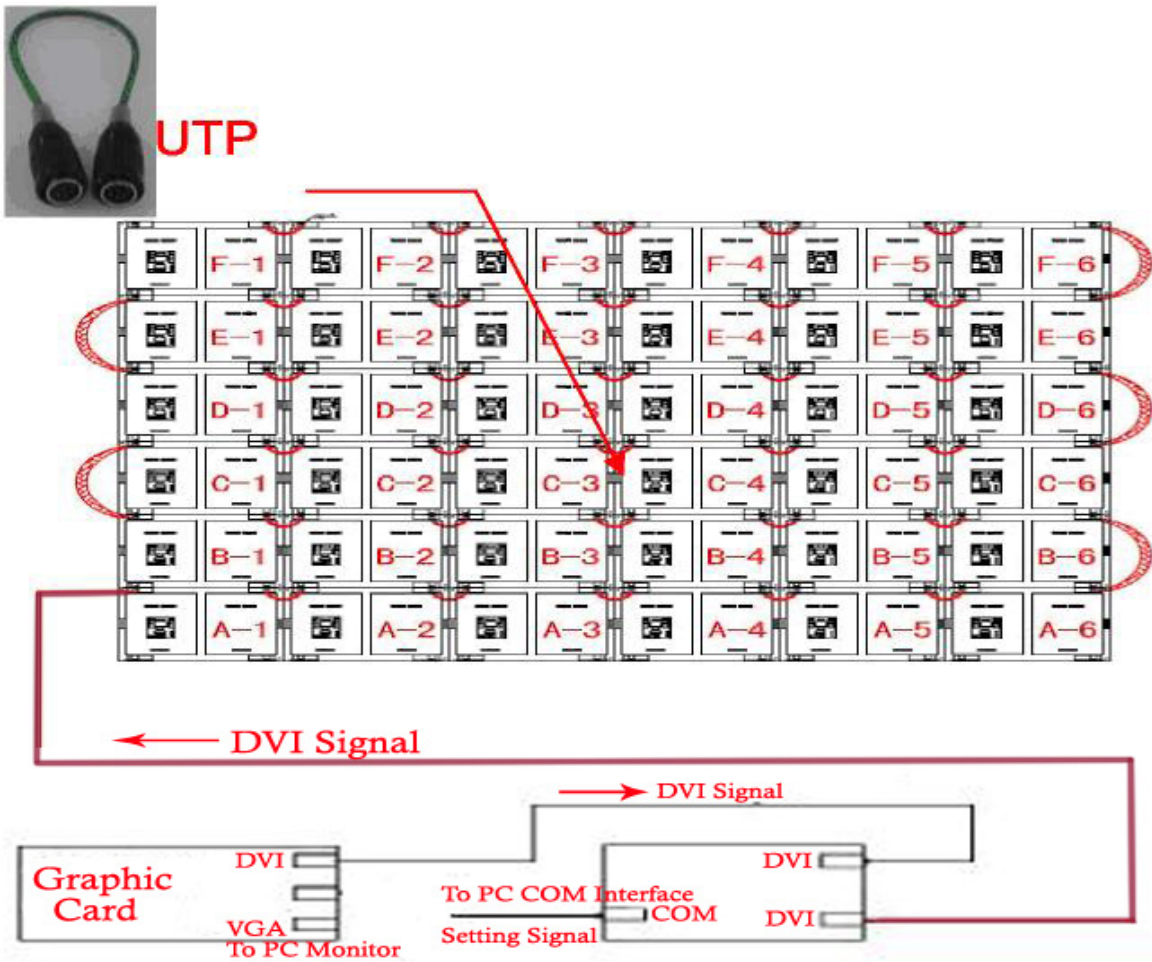 UTP
F-1 F-2 F-3 F-4 F-5 F-6
E-1 E-2 E-3 E-4 E-5 E-6
D-1 D-2 D-3 D-4 D-5 D-6
C-1 C-2 C-3 C-4 C-5 C-6
B-1 B-2 B-3 B-4 B-5 B-6
A-1 A-2 A-3 A-4 A-5 A-6
DVI Signal
DVI Signal
Graphic
Card
DVI
VGA
To PC Monitor
To PC COM Interface
Setting Signal
COM
DVI
DVI